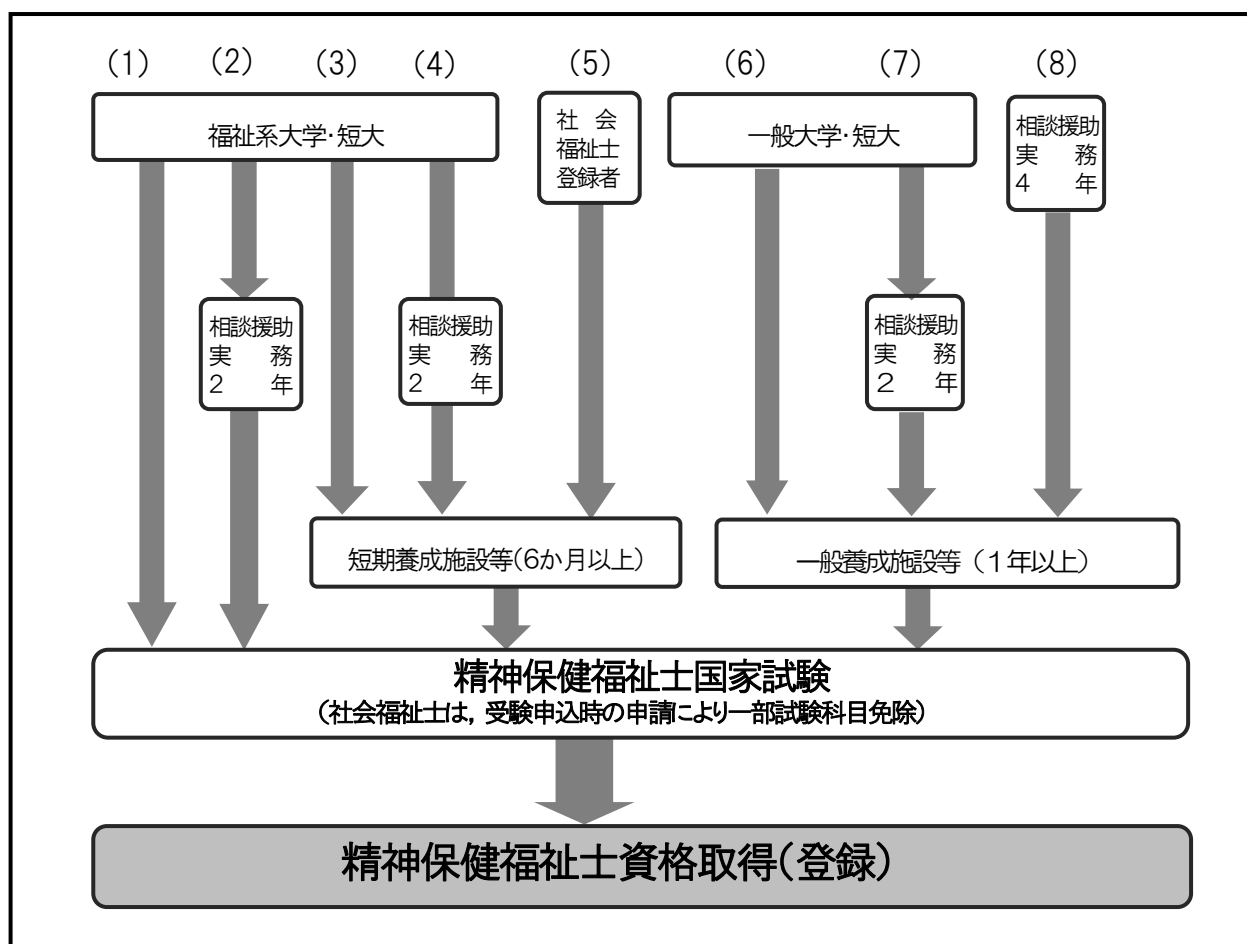 (1) (2) (3) (4) (5) (6) (7) (8)
福祉系大学・短大
社会
福祉士
登録者
一般大学・短大
相談援助
実務
4年
相談援助
実務
2年
相談援助
実務
2年
相談援助
実務
2年
短期養成施設等(6か月以上)
一般養成施設等(1年以上)
精神保健福祉士国家試験
(社会福祉士は,受験申込時の申請により一部試験科目免除)
精神保健福祉士資格取得(登録)